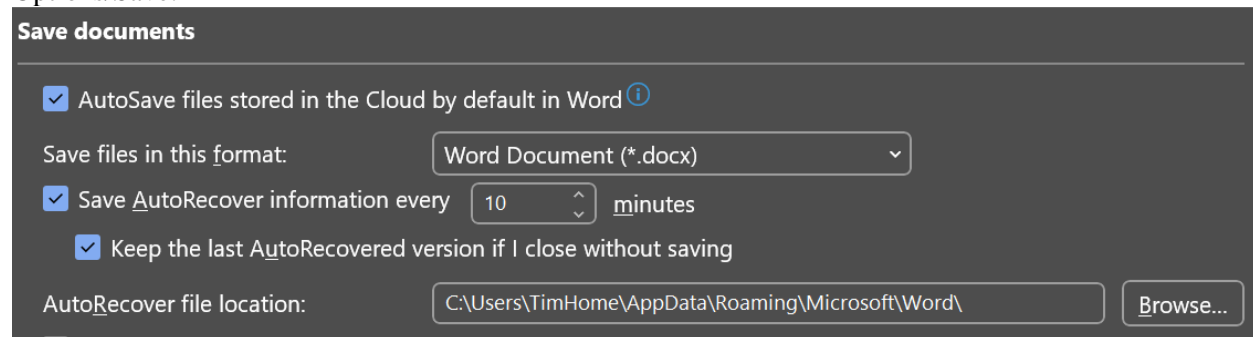 Save documents
AutoSave files stored in the Cloud by default in Word
Save files in this format: Word Document (*.docx)
Save AutoRecover information every 10 minutes
Keep the last AutoRecovered version if I close without saving
AutoRecover file location: C:\Users\TimHome\AppData\Roaming\Microsoft\Word\ Browse...